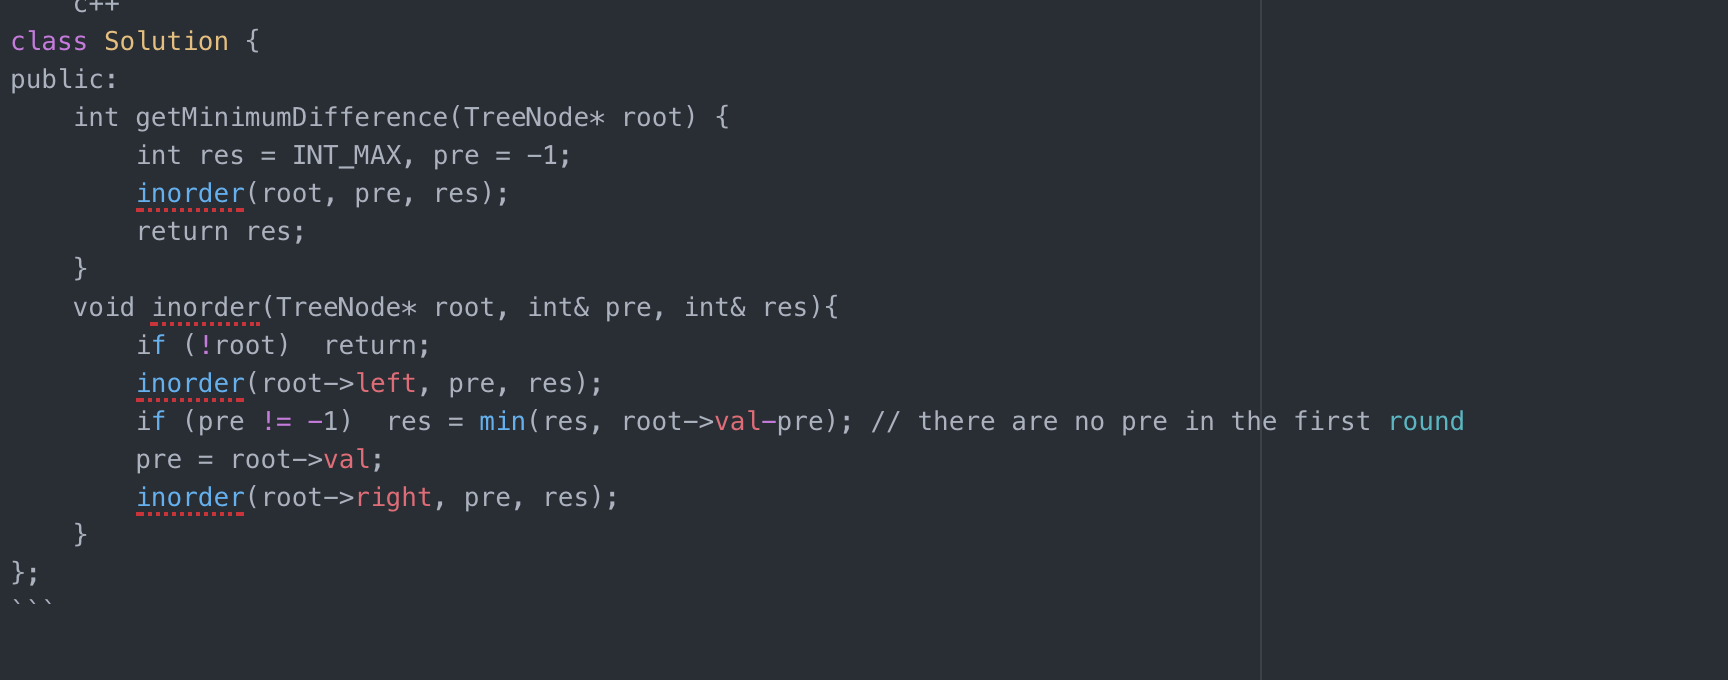 c++
class Solution {
public:
    int getMinimumDifference(TreeNode* root) {
        int res = INT_MAX, pre = -1;
        inorder(root, pre, res);
        return res;
    }
    void inorder(TreeNode* root, int& pre, int& res){
        if (!root)  return;
        inorder(root->left, pre, res);
        if (pre != -1)  res = min(res, root->val-pre); // there are no pre in the first round
        pre = root->val;
        inorder(root->right, pre, res);
    }
};
```